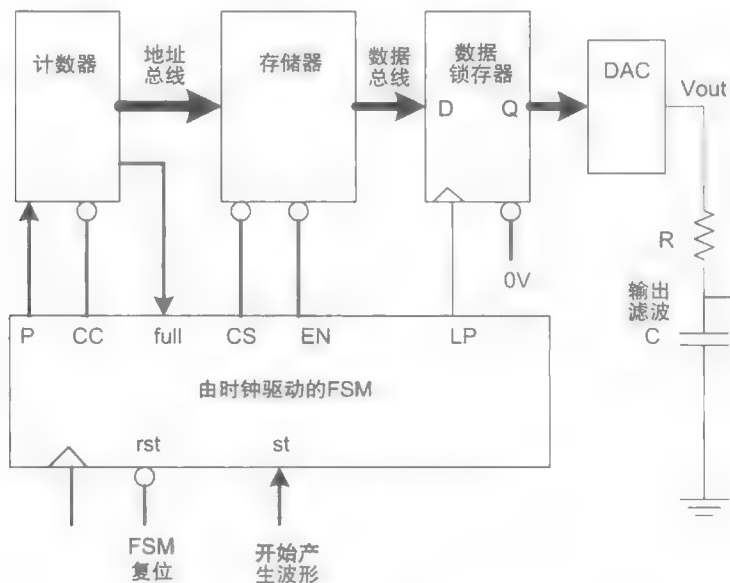 计数器
地址
总线
存储器
数据
总线
数据
锁存器
D
Q
DAC
Vout
R
输出
滤波
C
0V
P
CC
full
CS
EN
LP
由时钟驱动的FSM
rst
st
FSM
复位
开始产
生波形